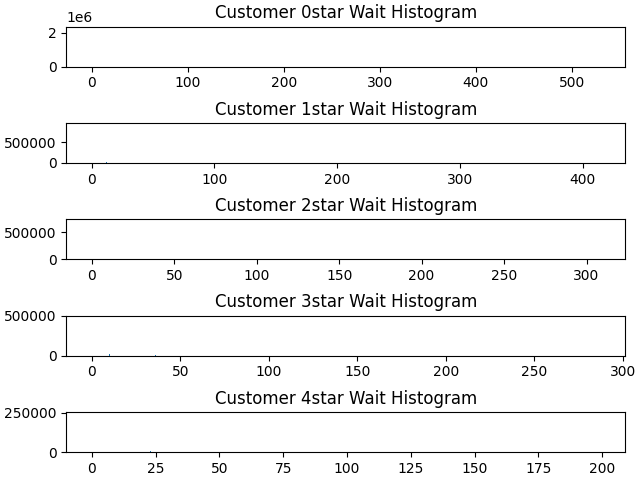 Customer 0star Wait Histogram
1e6
2
0
0 100 200 300 400 500
Customer 1star Wait Histogram
500000
0
0 100 200 300 400
Customer 2star Wait Histogram
500000
0
0 50 100 150 200 250 300
Customer 3star Wait Histogram
500000
0
0 50 100 150 200 250 300
Customer 4star Wait Histogram
250000
0
0 25 50 75 100 125 150 175 200